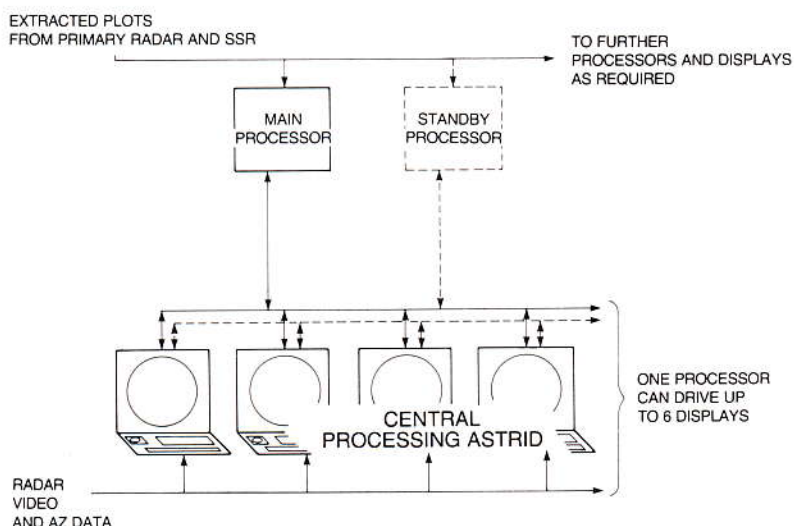 EXTRACTED PLOTS
FROM PRIMARY RADAR AND SSR
TO FURTHER
PROCESSORS AND DISPLAYS
AS REQUIRED
MAIN
PROCESSOR
STANDBY
PROCESSOR
ONE PROCESSOR
CAN DRIVE UP
TO 6 DISPLAYS
CENTRAL
PROCESSING ASTRID
RADAR
VIDEO
AND AZ DATA